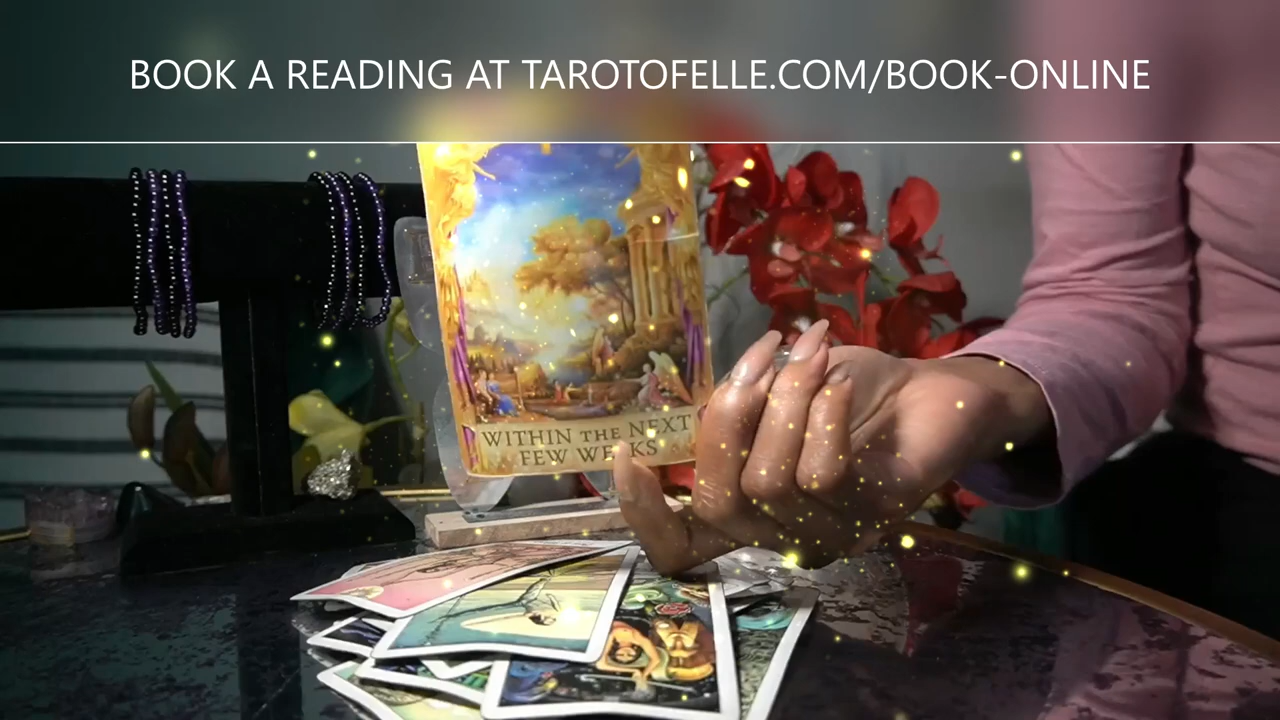 BOOK A READING AT TAROTOFELLE.COM/BOOK-ONLINE
WITHIN THE NEXT
FEW WEEKS